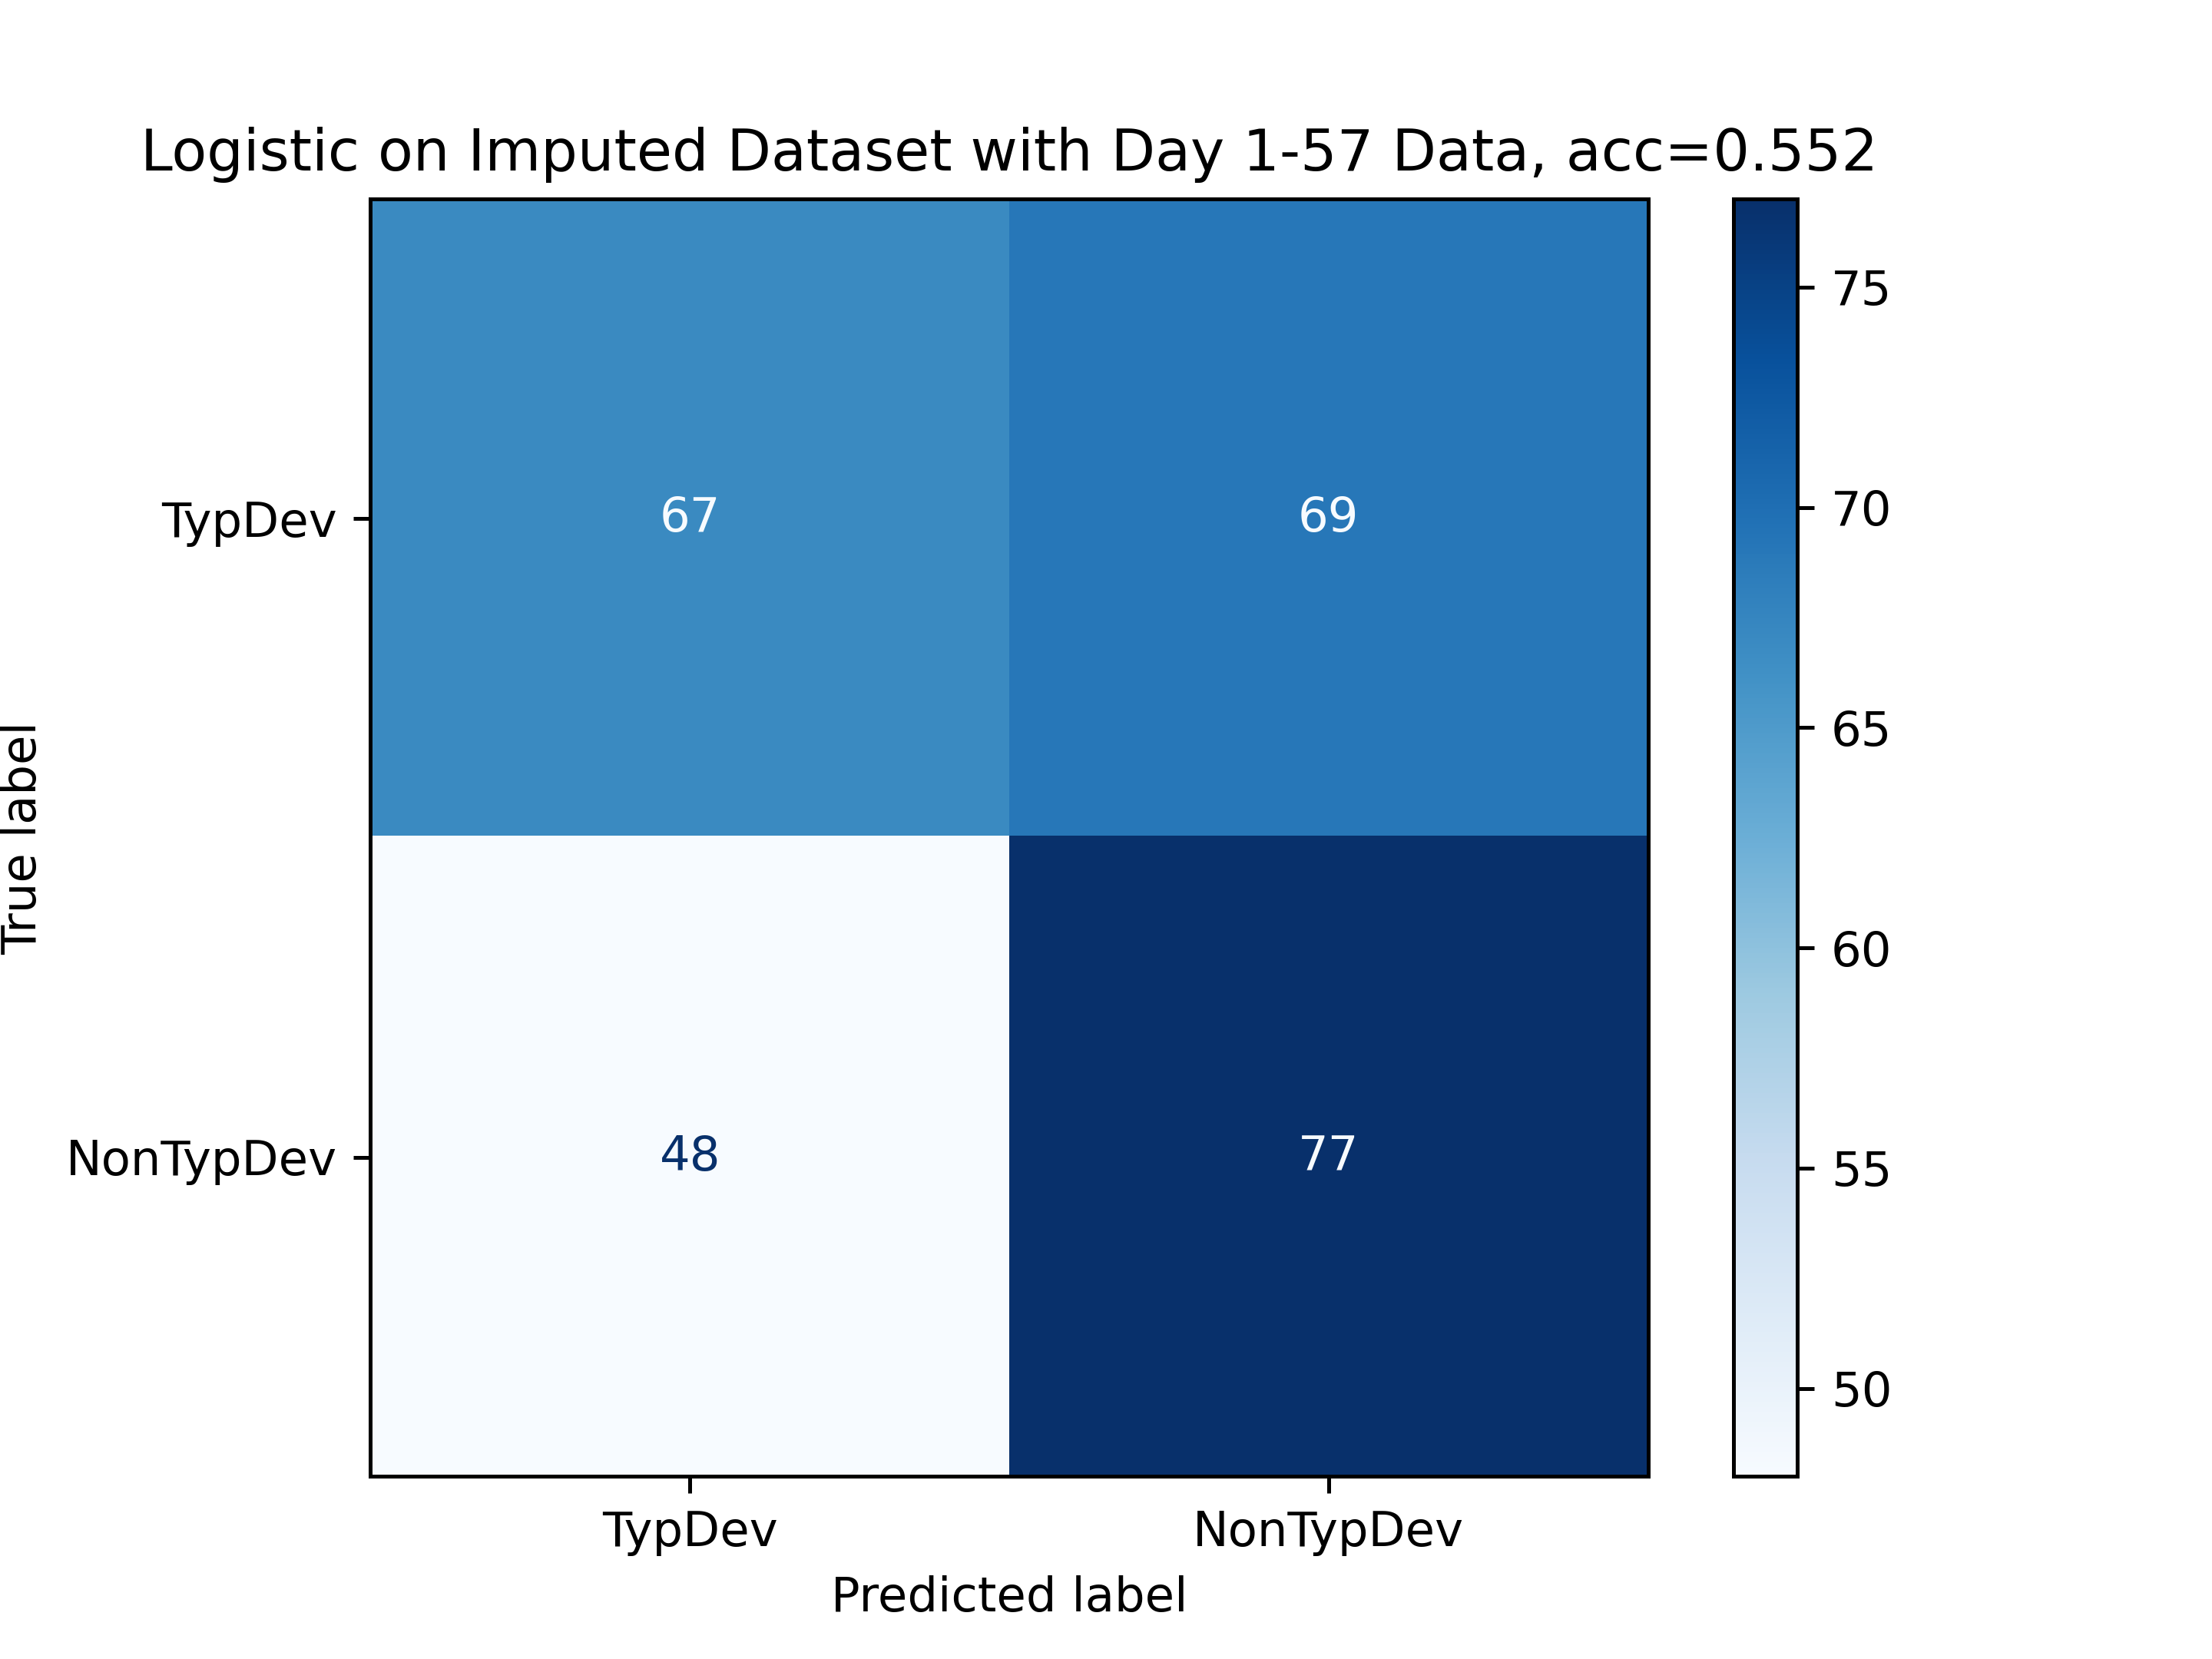 Logistic on Imputed Dataset with Day 1-57 Data, acc=0.552
True label
TypDev
NonTypDev
67
69
48
77
TypDev
NonTypDev
Predicted label
75
70
65
60
55
50